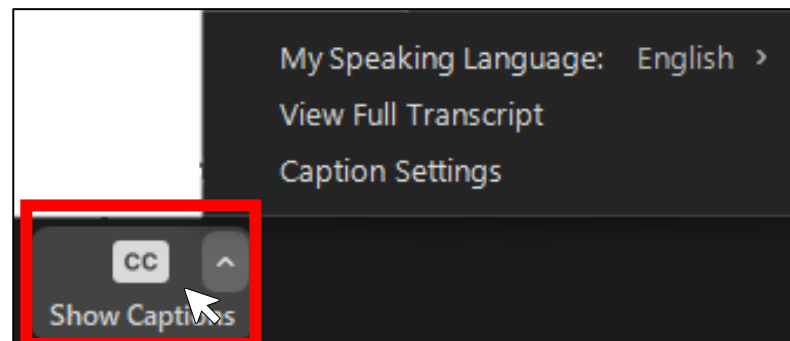 My Speaking Language: English >
View Full Transcript
Caption Settings
CC
Show Captions